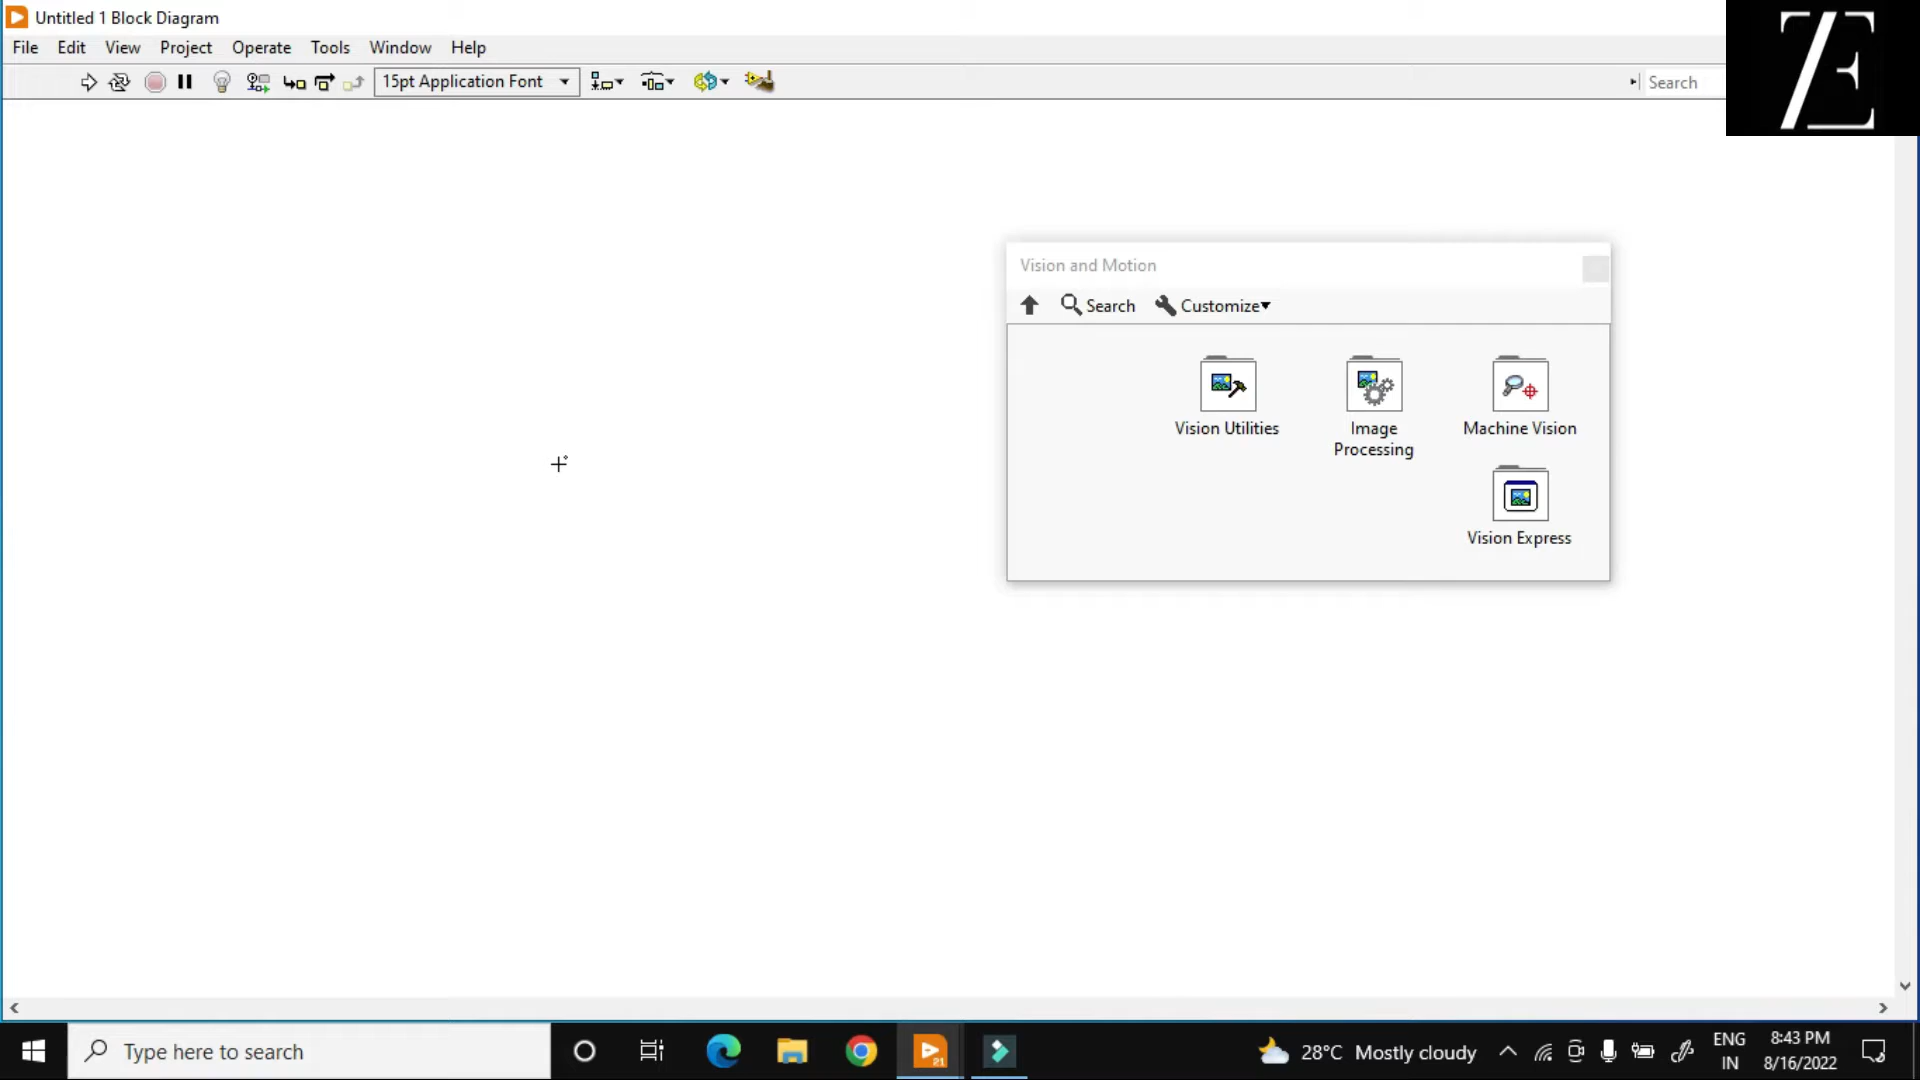 Untitled 1 Block Diagram
File Edit View Project Operate Tools Window Help
15pt Application Font
Search
ZE
Vision and Motion
Search Customize
Vision Utilities
Image Processing
Machine Vision
Vision Express
21
Type here to search
28°C Mostly cloudy
ENG
IN
8:43 PM
8/16/2022